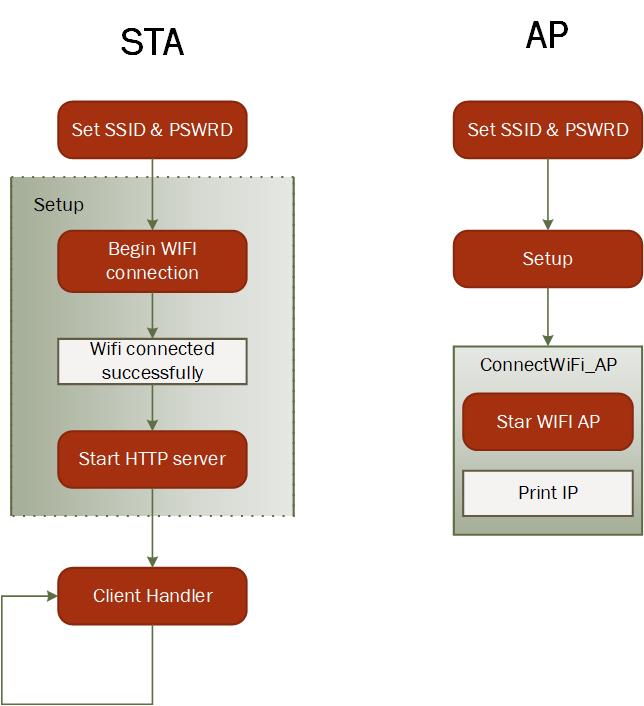 STA
Set SSID & PSWRD
Setup
Begin WIFI
connection
Wifi connected
successfully
Start HTTP server
Client Handler
AP
Set SSID & PSWRD
Setup
ConnectWiFi_AP
Star WIFI AP
Print IP